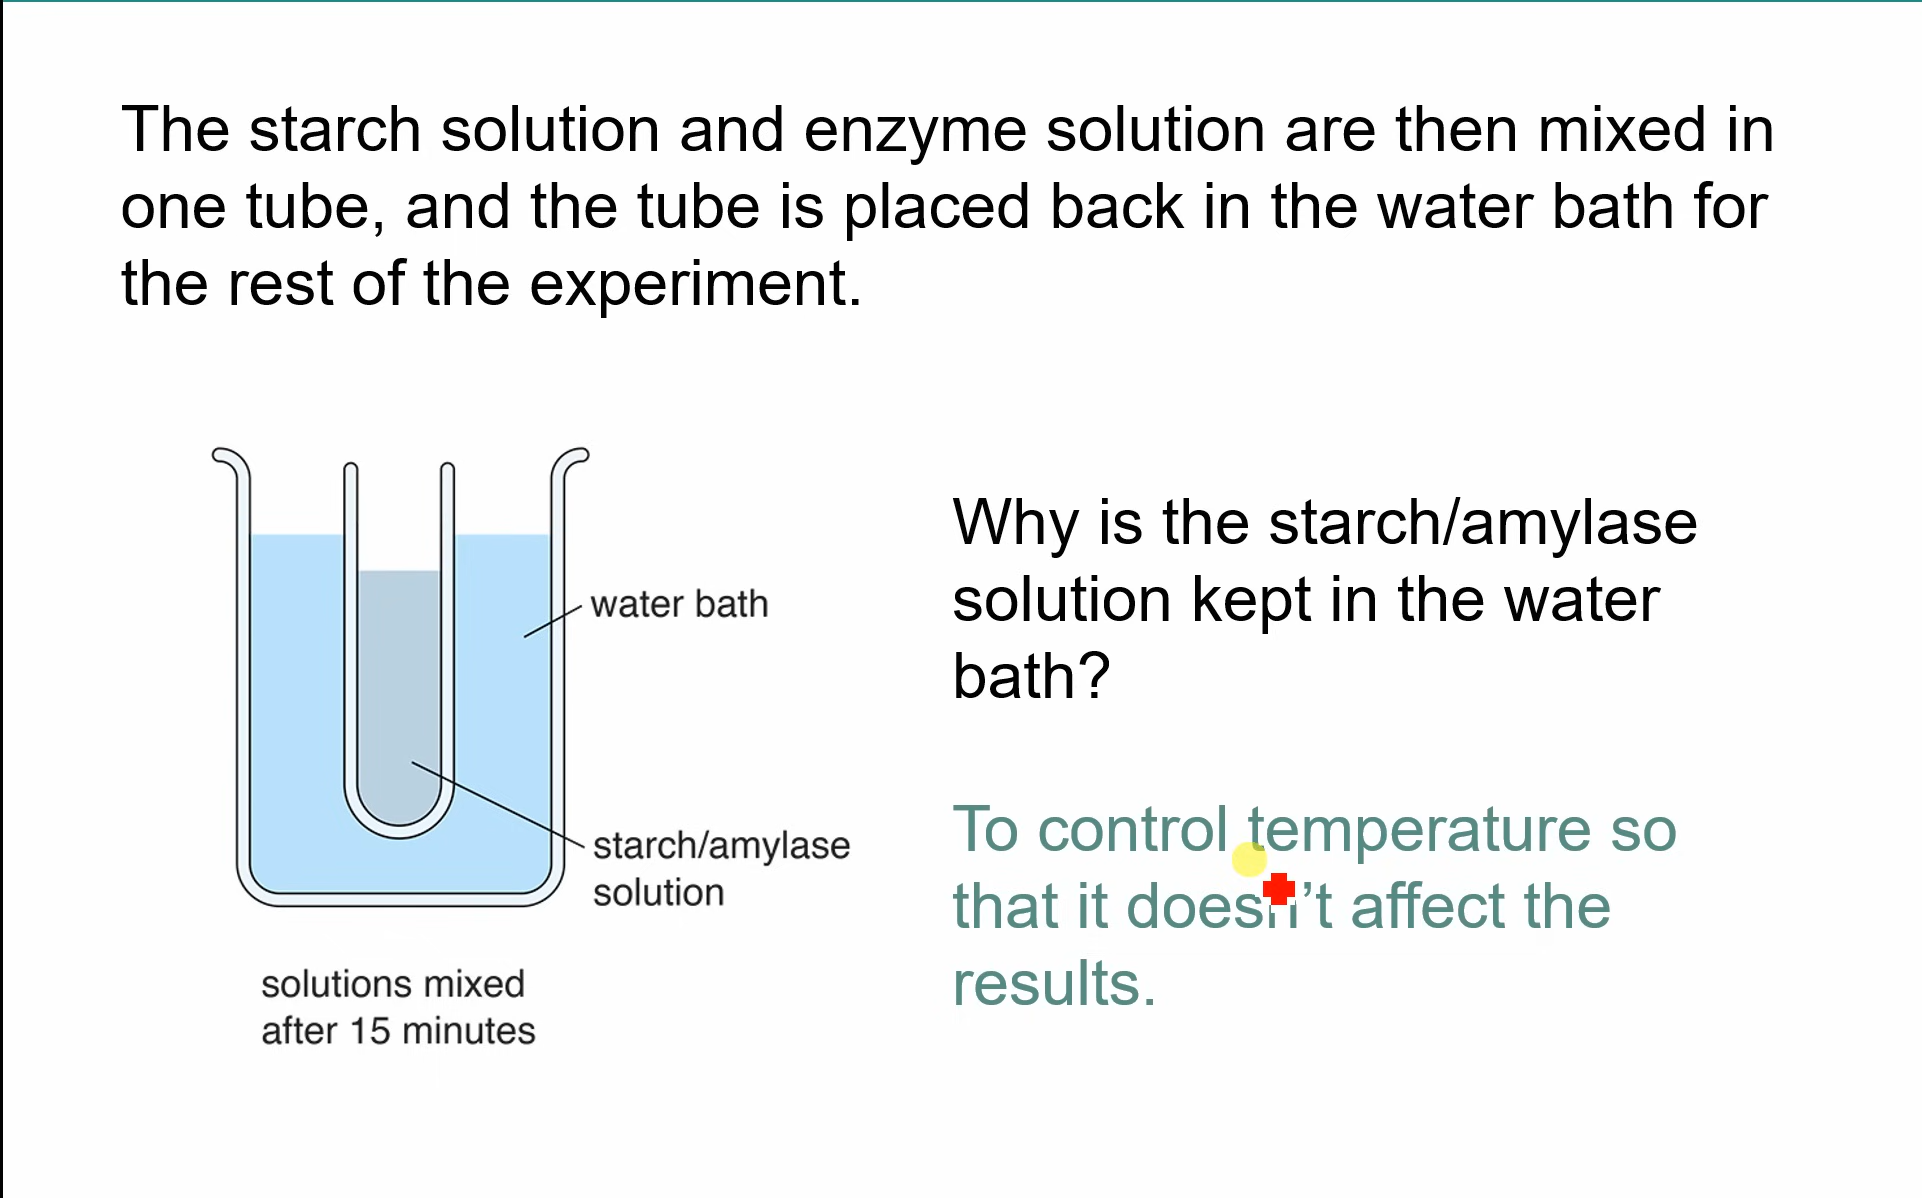 The starch solution and enzyme solution are then mixed in
one tube, and the tube is placed back in the water bath for
the rest of the experiment.
water bath
starch/amylase
solution
solutions mixed
after 15 minutes
Why is the starch/amylase
solution kept in the water
bath?
To control temperature so
that it doesn’t affect the
results.